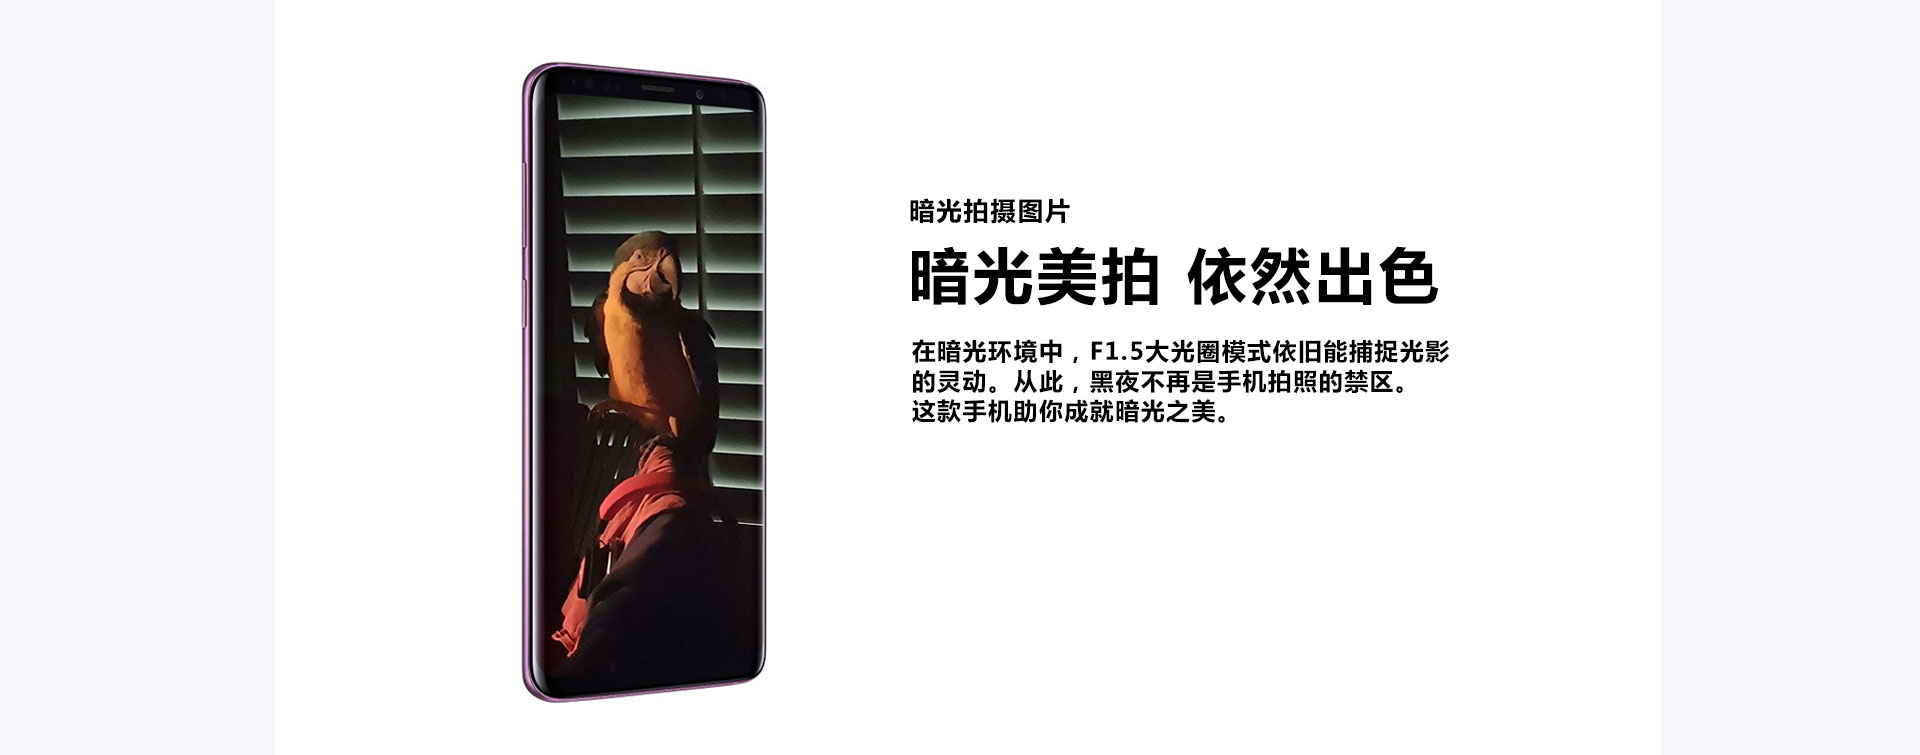 暗光拍摄图片
暗光美拍 依然出色
在暗光环境中，F1.5大光圈模式依旧能捕捉光影
的灵动。从此，黑夜不再是手机拍照的禁区。
这款手机助你成就暗光之美。